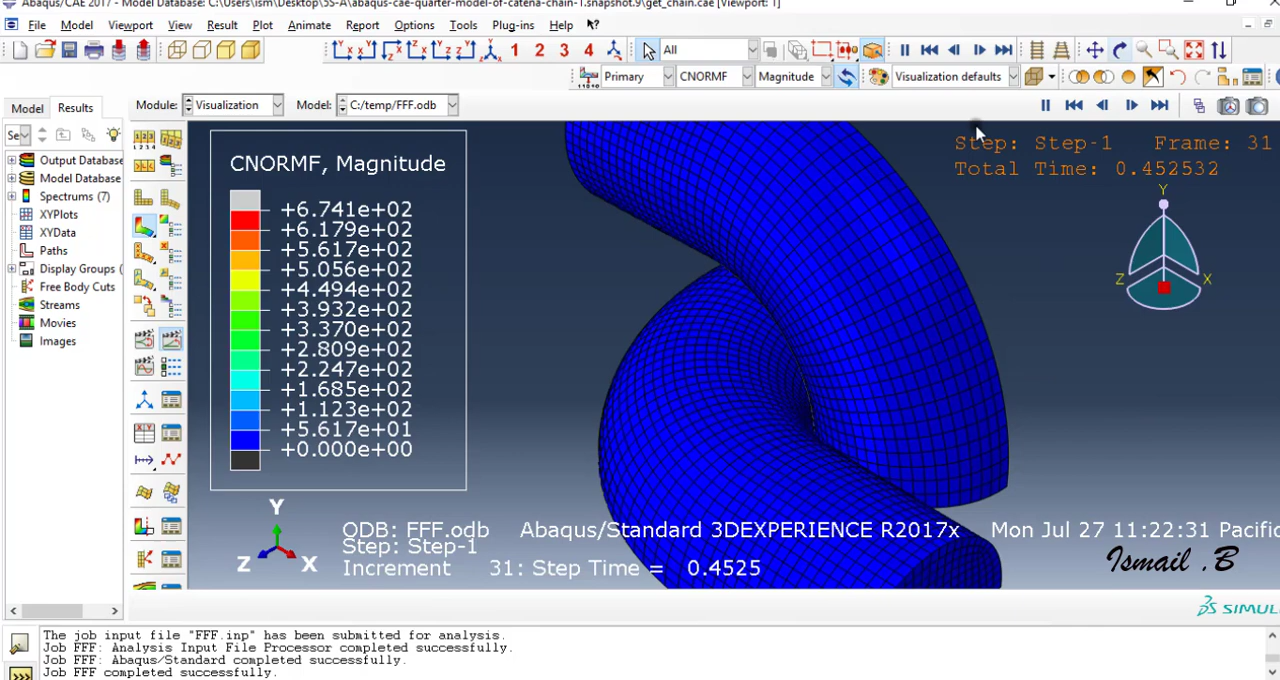 Abaqus/CAE 2017 - Model Database: C:\Users\ism\Desktop\SS-A\abaqus-cae-quarter-model-of-catena-chain-1.snapshot.9\get_chain.cae [Viewport: 1]
File Model Viewport View Result Plot Animate Report Options Tools Plug-ins Help
1 2 3 4 All
Primary CNORMF Magnitude Visualization defaults
Model Results Module: Visualization Model: C:/temp/FFF.odb
Se
Output Database
Model Database
Spectrums (7)
XYPlots
XYData
Paths
Display Groups (
Free Body Cuts
Streams
Movies
Images
CNORMF, Magnitude
+6.741e+02
+6.179e+02
+5.617e+02
+5.056e+02
+4.494e+02
+3.932e+02
+3.370e+02
+2.809e+02
+2.247e+02
+1.685e+02
+1.123e+02
+5.617e+01
+0.000e+00
Step: Step-1 Frame: 31
Total Time: 0.452532
Y
Z X
Y
Z X
ODB: FFF.odb Abaqus/Standard 3DEXPERIENCE R2017x Mon Jul 27 11:22:31 Pacific
Step: Step-1
Increment 31: Step Time = 0.4525
Ismail .B
SIMUL
The job input file "FFF.inp" has been submitted for analysis.
Job FFF: Analysis Input File Processor completed successfully.
Job FFF: Abaqus/Standard completed successfully.
Job FFF completed successfully.
>>>